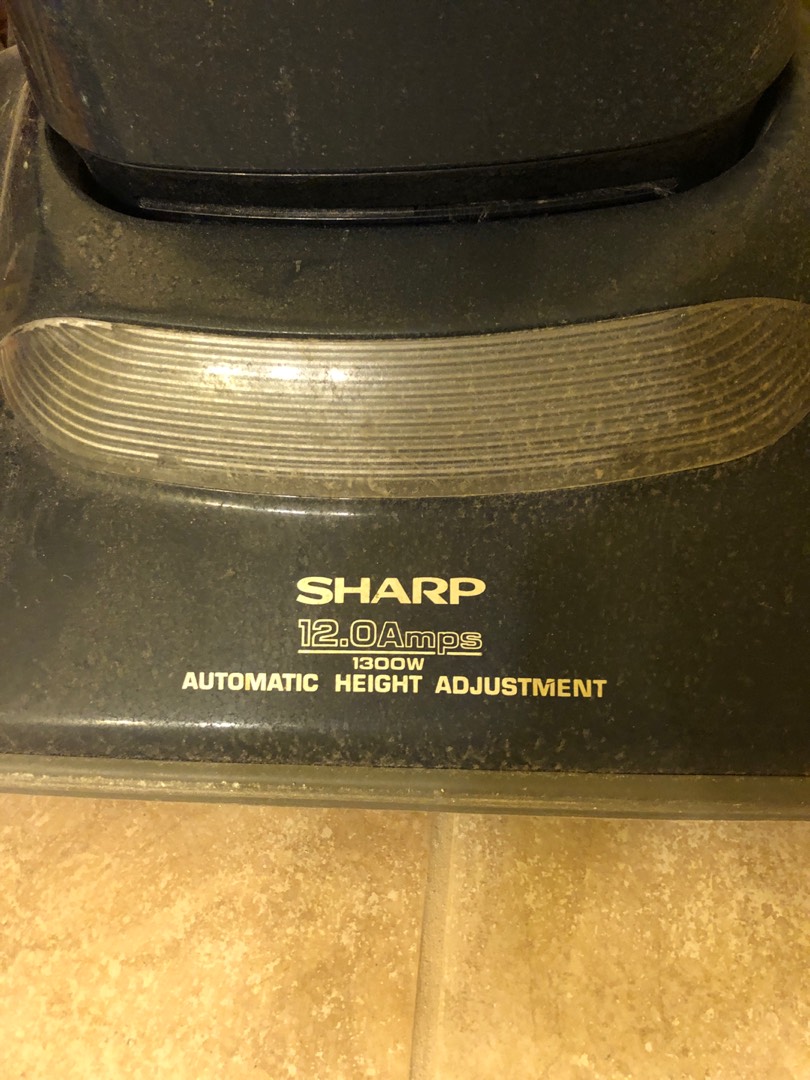 SHARP
12.0Amps
1300W
AUTOMATIC HEIGHT ADJUSTMENT